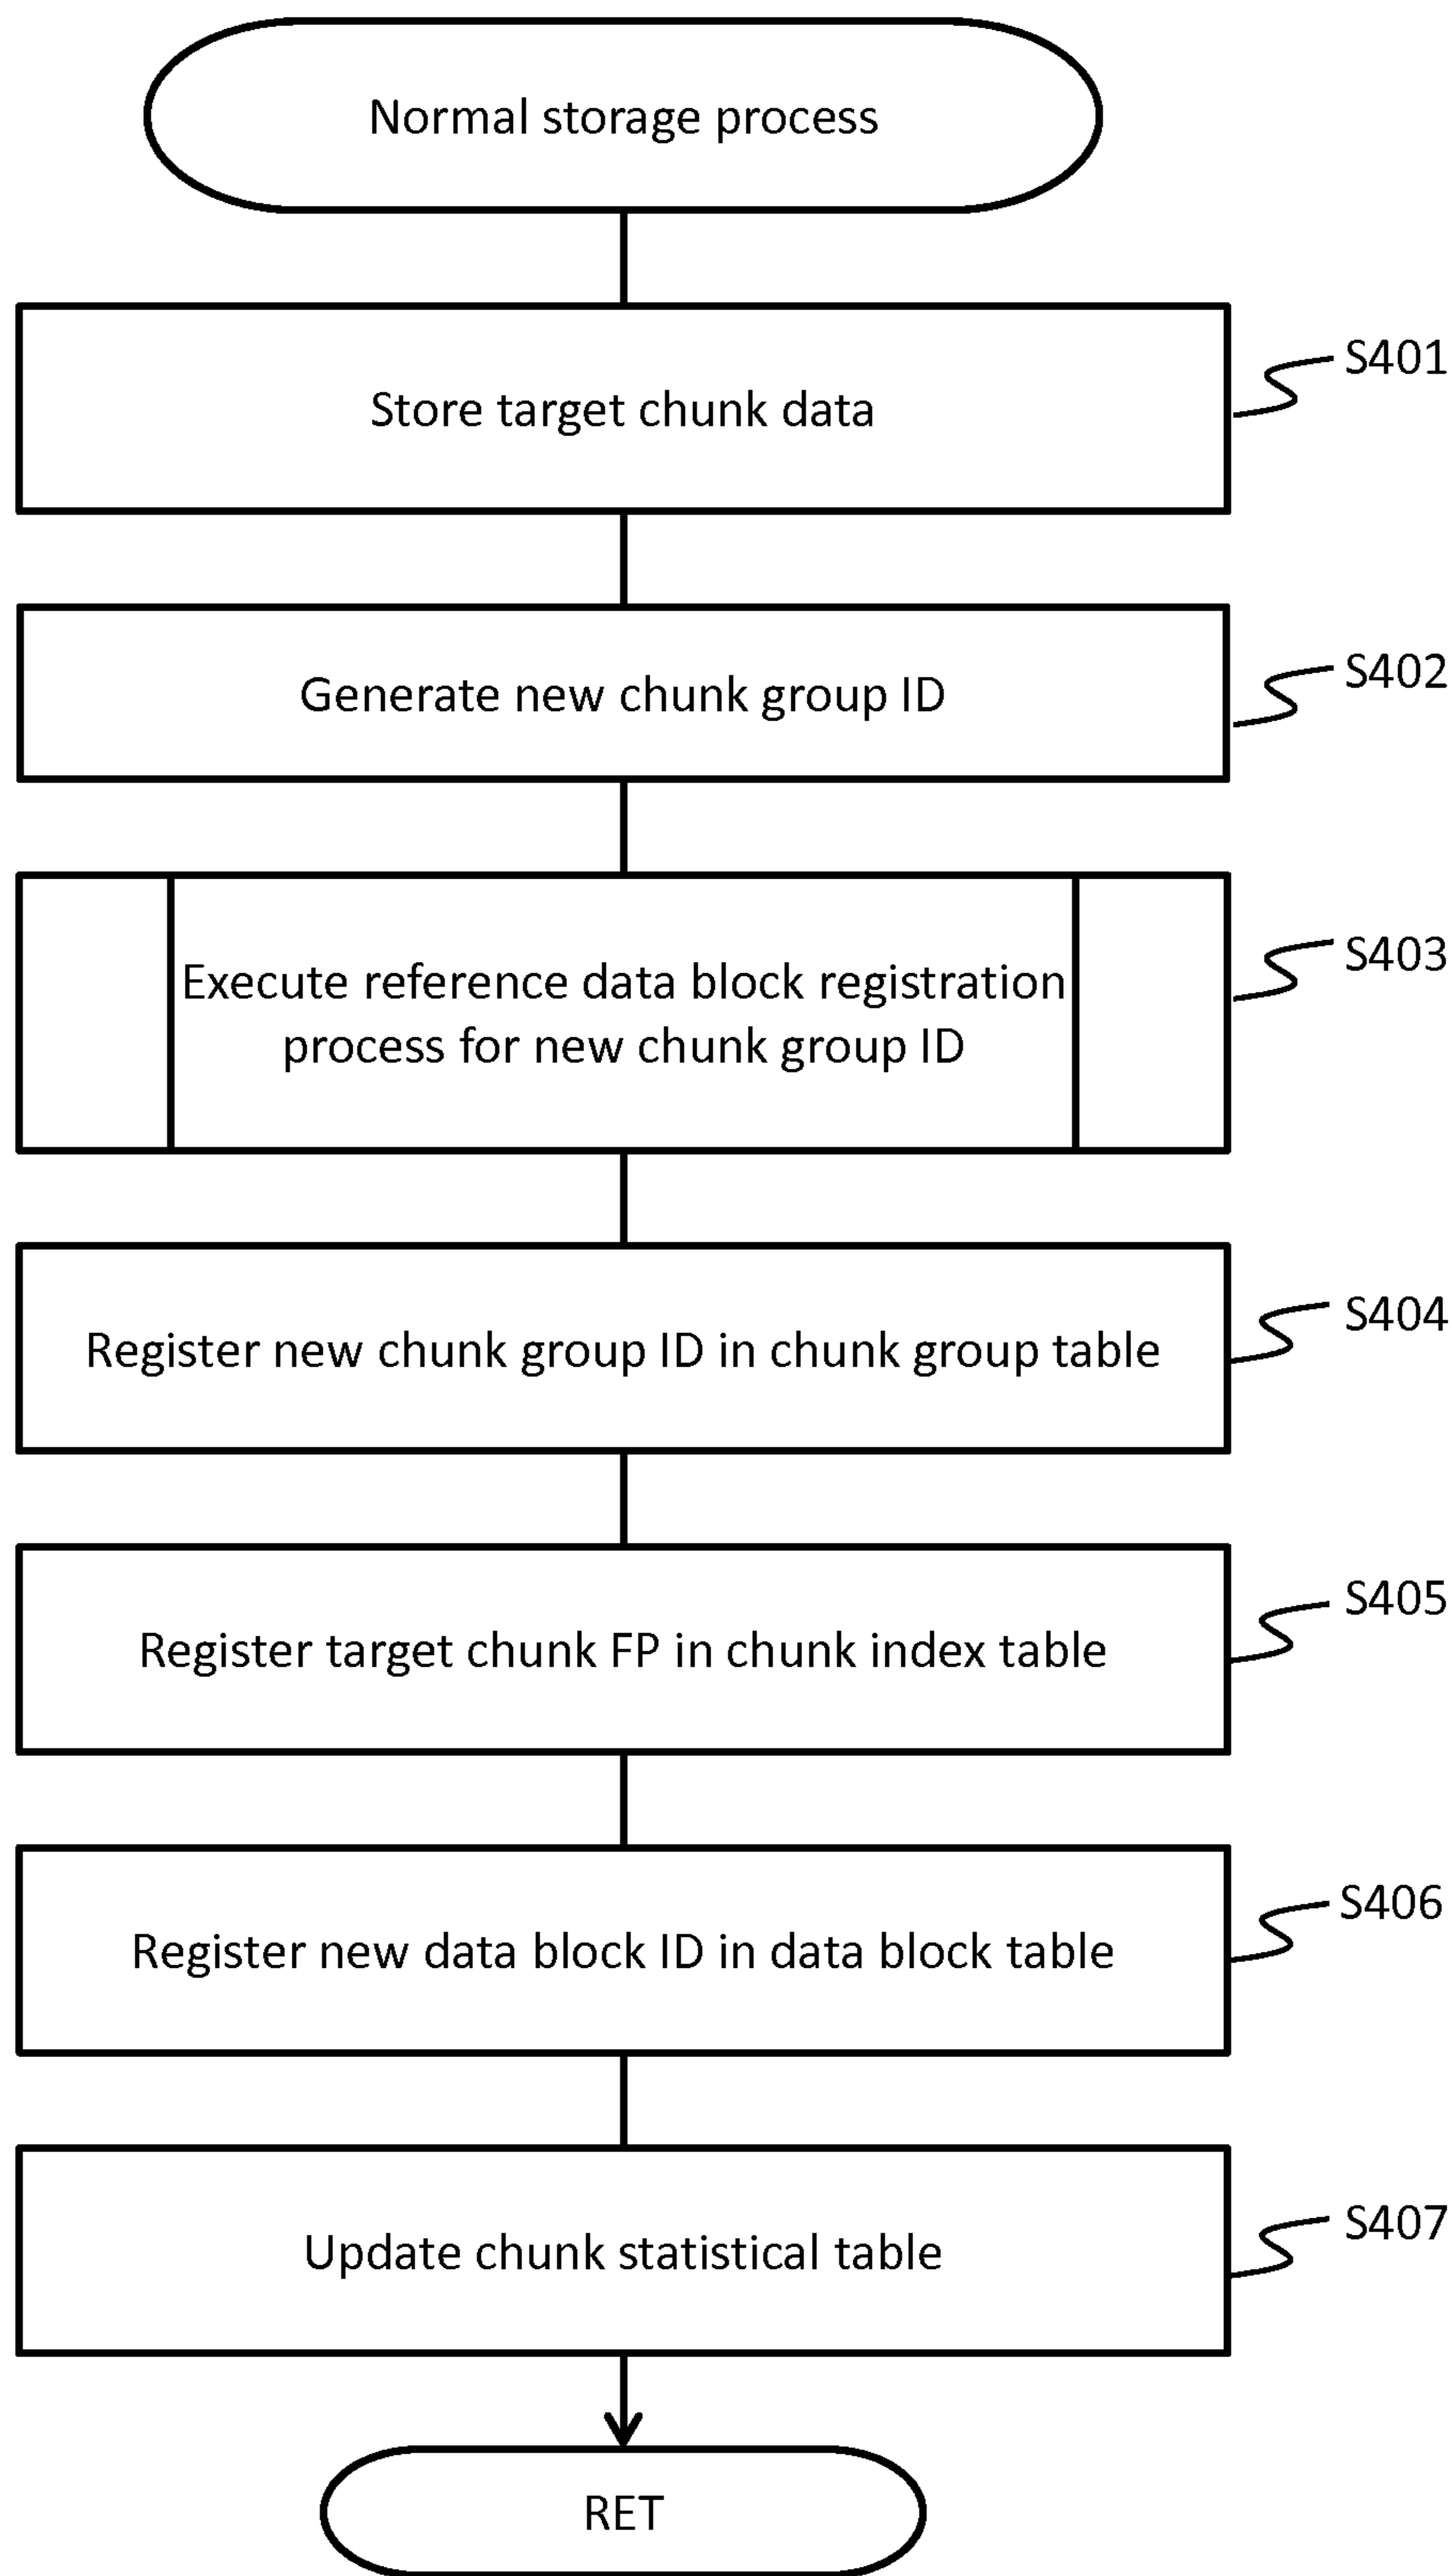 Normal storage process
Store target chunk data
S401
Generate new chunk group ID
S402
Execute reference data block registration
process for new chunk group ID
S403
Register new chunk group ID in chunk group table
S404
Register target chunk FP in chunk index table
S405
Register new data block ID in data block table
S406
Update chunk statistical table
S407
RET